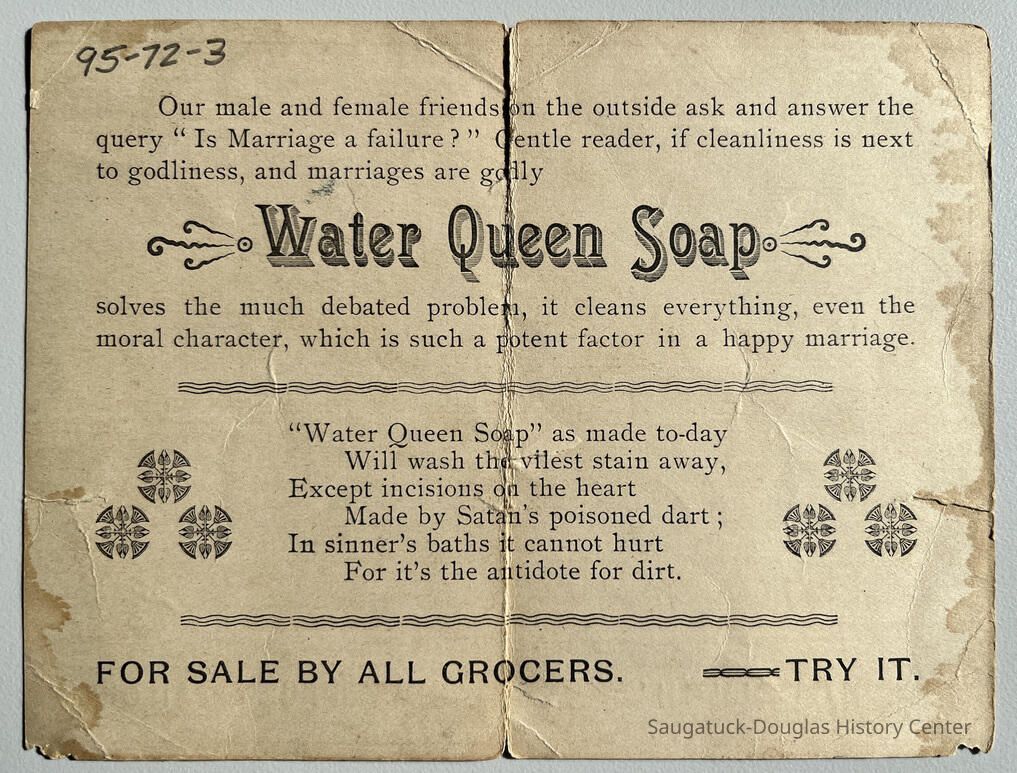 95-72-3
Our male and female friends on the outside ask and answer the
query “ Is Marriage a failure ? ” Gentle reader, if cleanliness is next
to godliness, and marriages are godly
Water Queen Soap
solves the much debated problem, it cleans everything, even the
moral character, which is such a potent factor in a happy marriage.
“Water Queen Soap” as made to-day
Will wash the vilest stain away,
Except incisions on the heart
Made by Satan's poisoned dart ;
In sinner's baths it cannot hurt
For it's the antidote for dirt.
FOR SALE BY ALL GROCERS. TRY IT.
Saugatuck-Douglas History Center